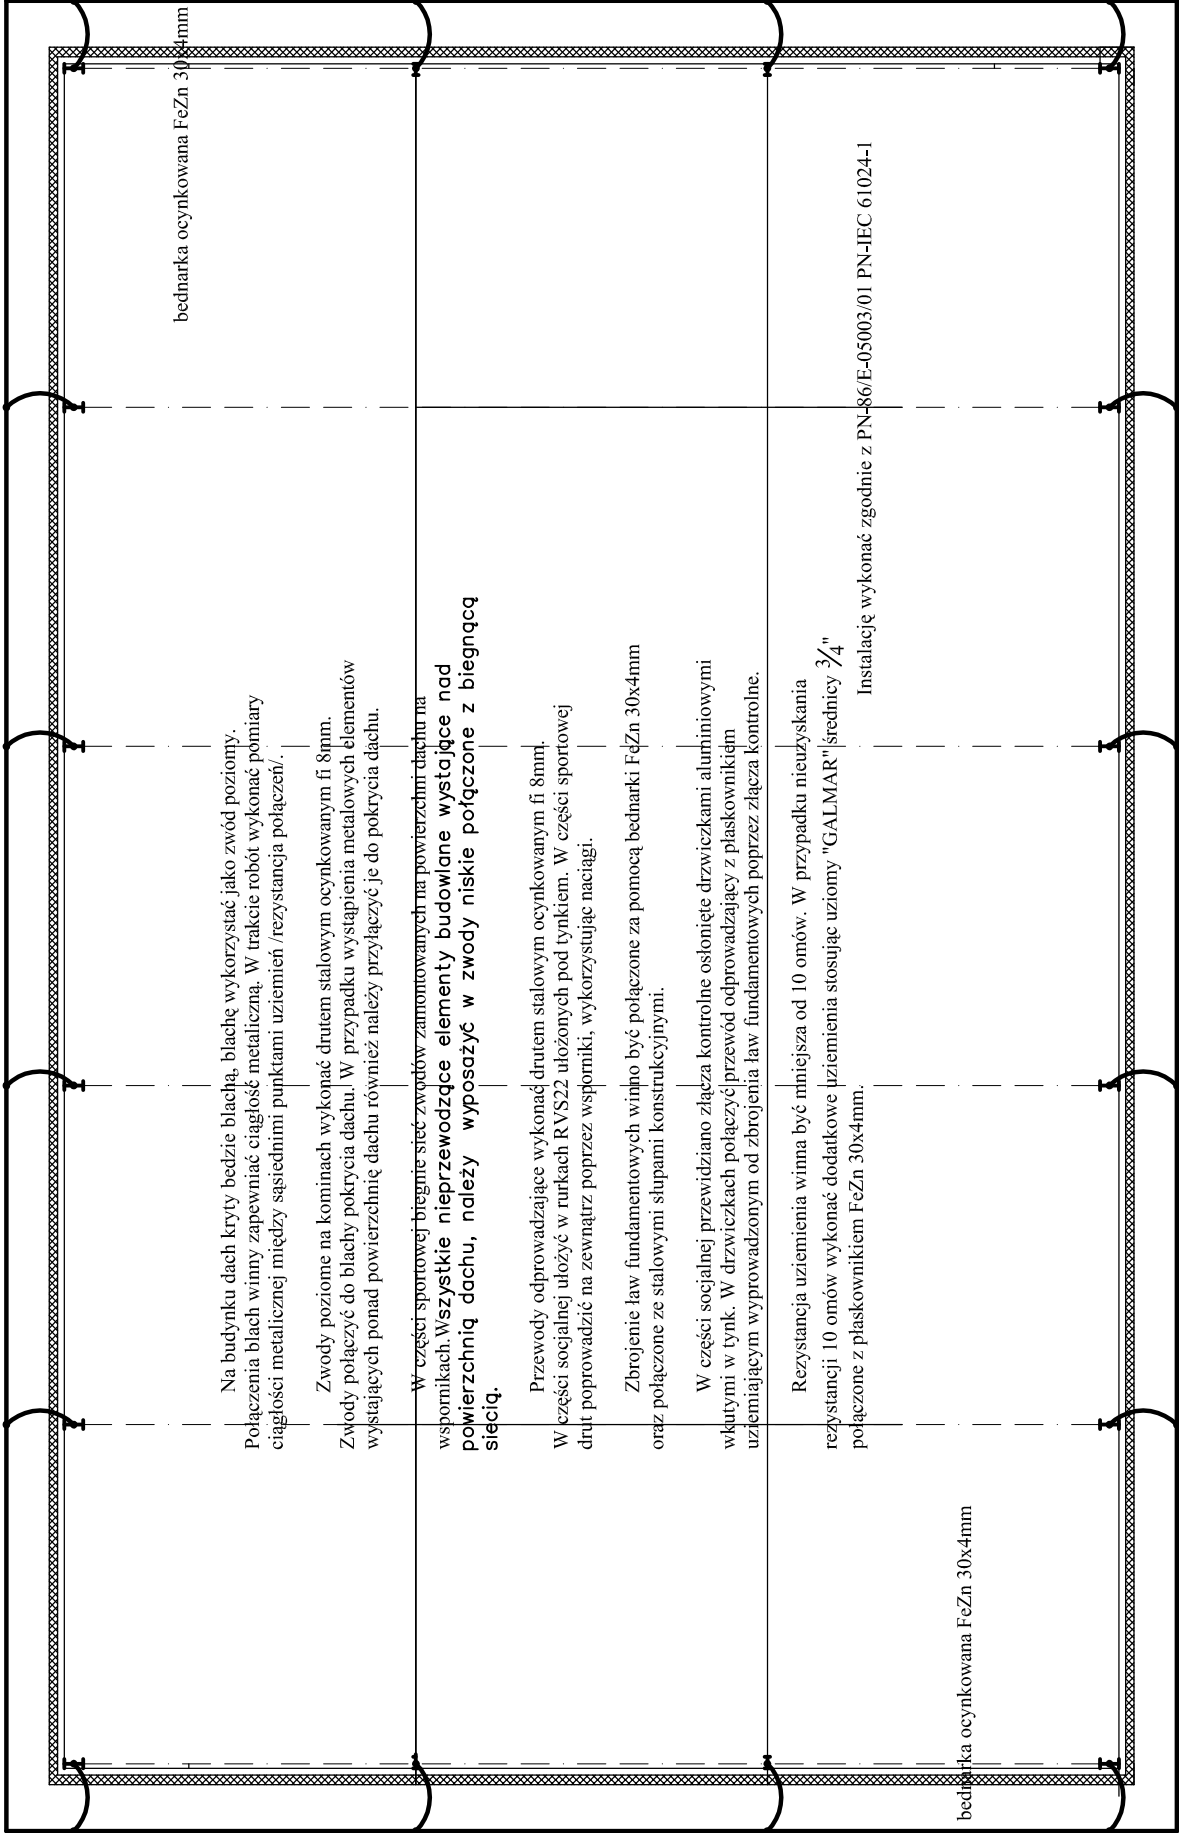 bednarka ocynkowana FeZn 30x4mm
Na budynku dach kryty bedzie blachą, blachę wykorzystać jako zwód poziomy.
Połączenia blach winny zapewniać ciągłość metaliczną. W trakcie robót wykonać pomiary
ciągłości metalicznej między sąsiednimi punktami uziemień /rezystancja połączeń/.
Zwody poziome na kominach wykonać drutem stalowym ocynkowanym fi 8mm.
Zwody połączyć do blachy pokrycia dachu. W przypadku wystąpienia metalowych elementów
wystających ponad powierzchnię dachu również należy przyłączyć je do pokrycia dachu.
W części sportowej biegnie sieć zwodów zamontowanych na powierzchni dachu na
wspornikach.Wszystkie nieprzewodzące elementy budowlane wystające nad
powierzchnią dachu, należy wyposażyć w zwody niskie połączone z biegnącą
siecią.
Przewody odprowadzające wykonać drutem stalowym ocynkowanym fi 8mm.
W części socjalnej ułożyć w rurkach RVS22 ułożonych pod tynkiem. W części sportowej
drut poprowadzić na zewnątrz poprzez wsporniki, wykorzystując naciągi.
Zbrojenie ław fundamentowych winno być połączone za pomocą bednarki FeZn 30x4mm
oraz połączone ze stalowymi słupami konstrukcyjnymi.
W części socjalnej przewidziano złącza kontrolne osłonięte drzwiczkami aluminiowymi
wkutymi w tynk. W drzwiczkach połączyć przewód odprowadzający z płaskownikiem
uziemiającym wyprowadzonym od zbrojenia ław fundamentowych poprzez złącza kontrolne.
Rezystancja uziemienia winna być mniejsza od 10 omów. W przypadku nieuzyskania
rezystancji 10 omów wykonać dodatkowe uziemienia stosując uziomy "GALMAR" średnicy 3/4"
połączone z płaskownikiem FeZn 30x4mm.
Instalację wykonać zgodnie z PN-86/E-05003/01 PN-IEC 61024-1
bednarka ocynkowana FeZn 30x4mm